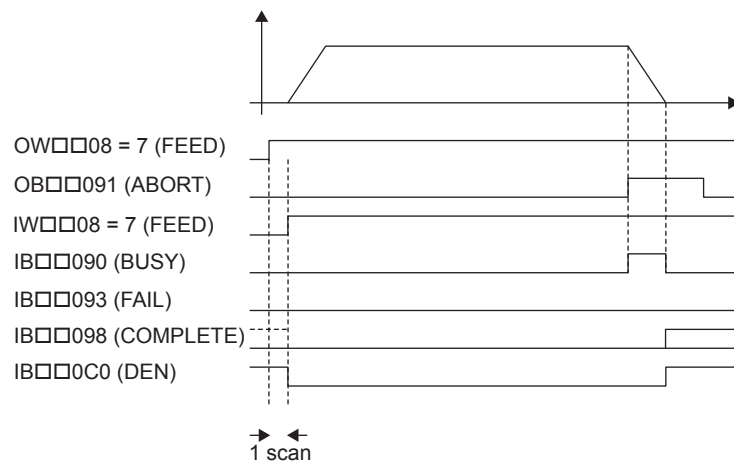 OW□□08 = 7 (FEED)
OB□□091 (ABORT)
IW□□08 = 7 (FEED)
IB□□090 (BUSY)
IB□□093 (FAIL)
IB□□098 (COMPLETE)
IB□□0C0 (DEN)
1 scan